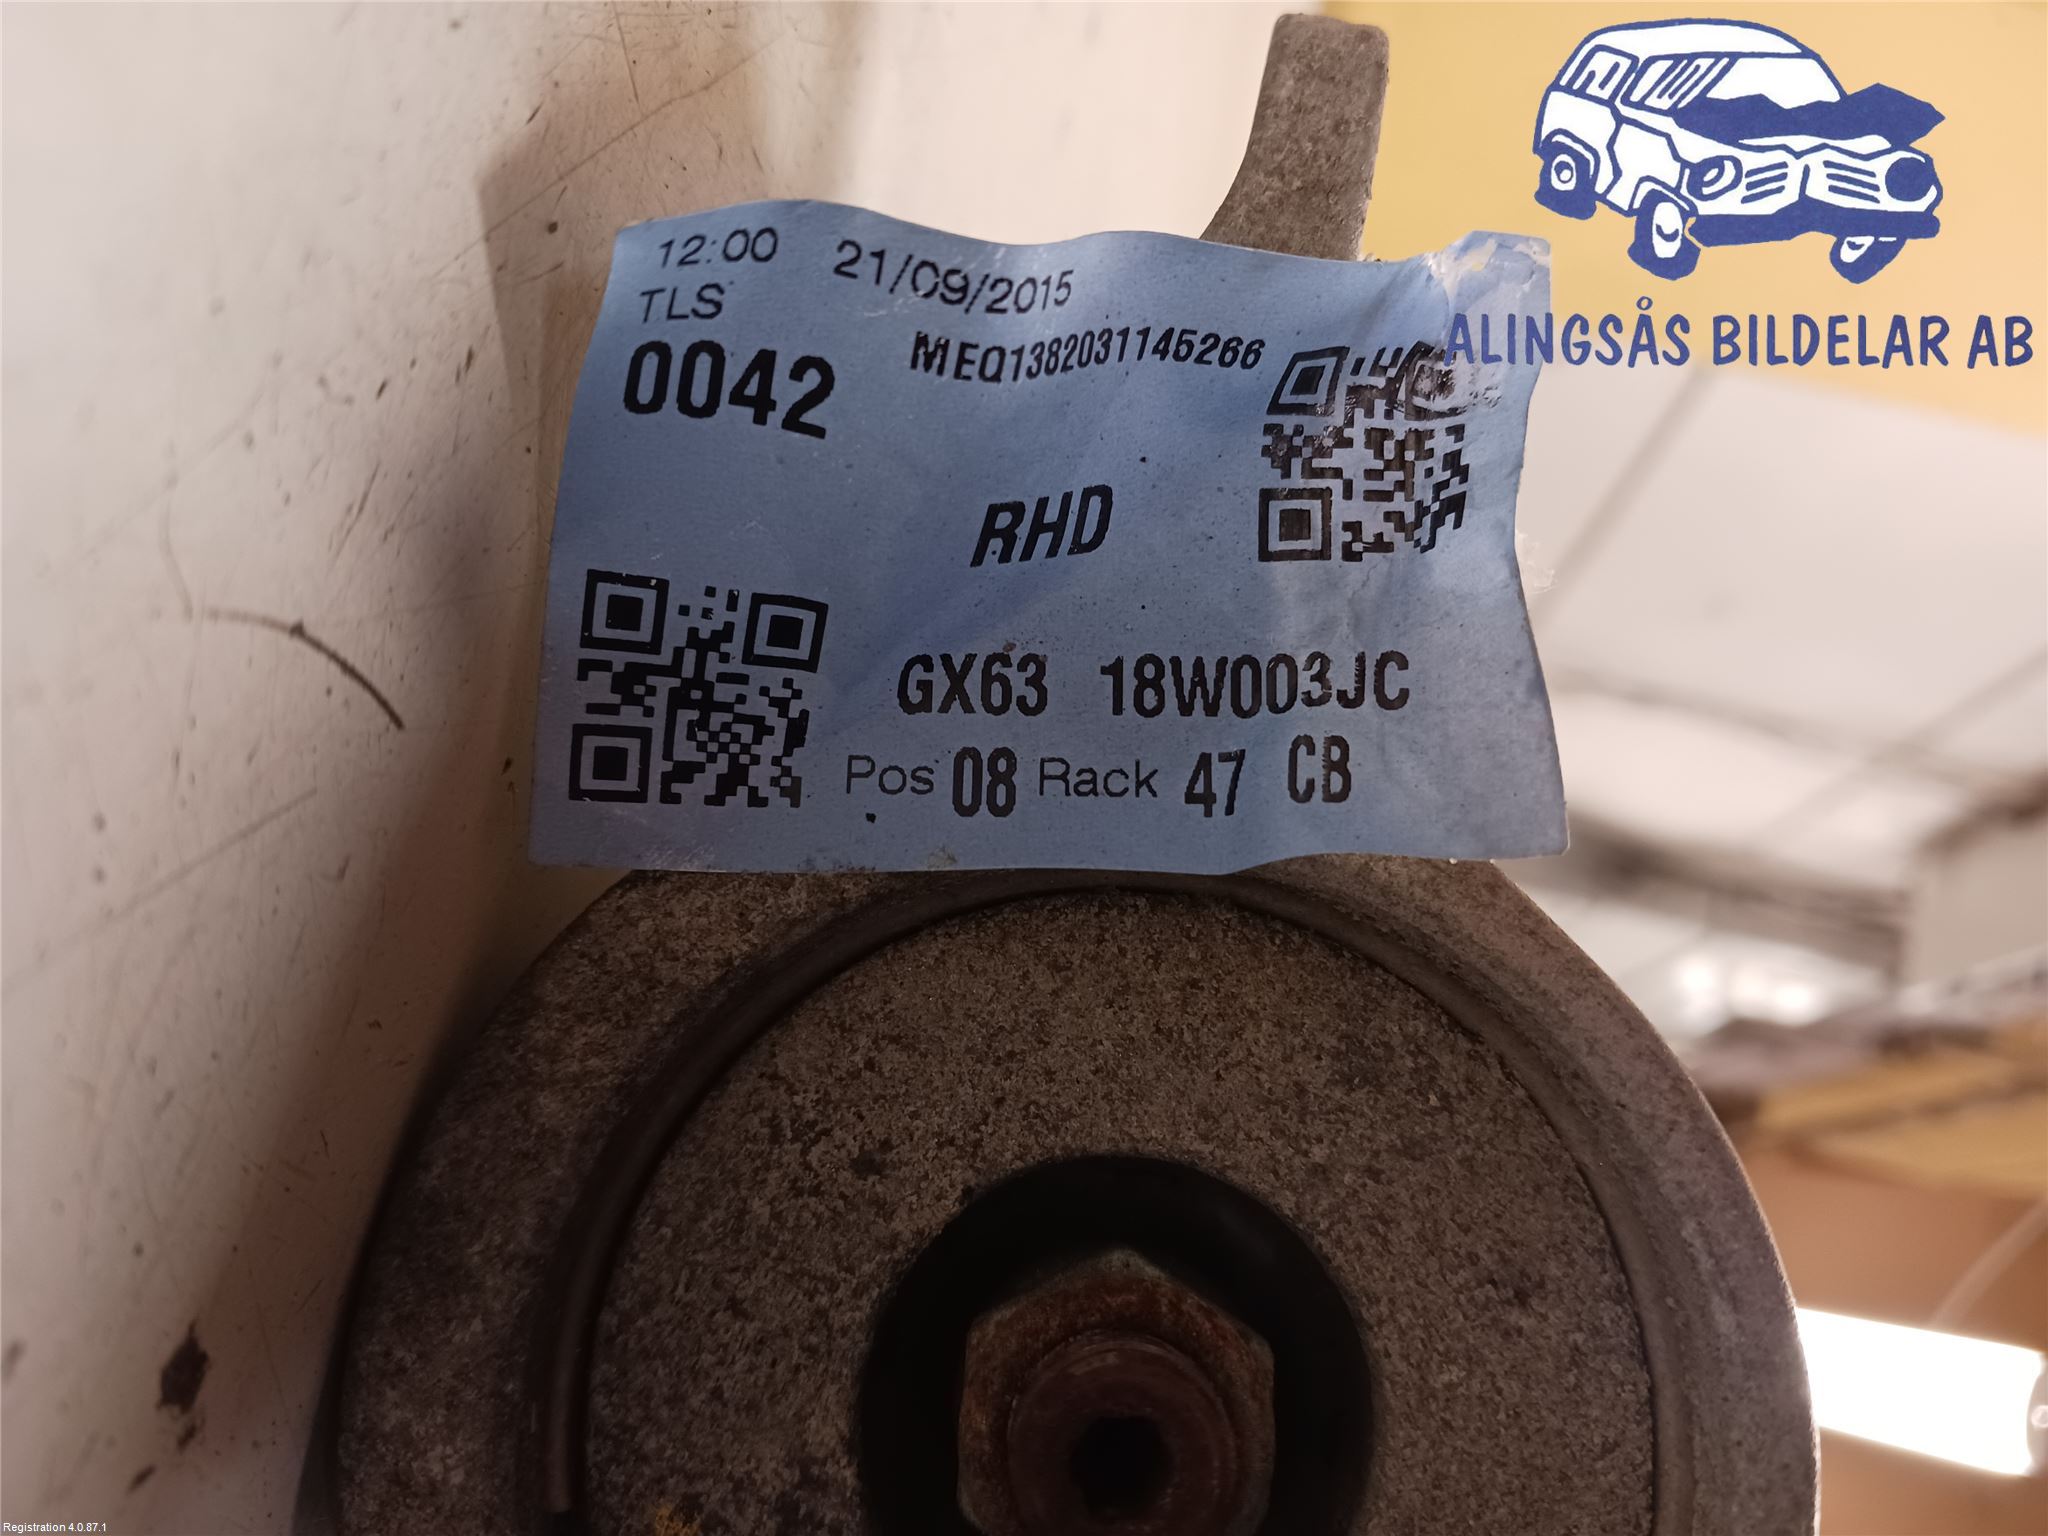 12:00 21/09/2015
TLS
0042 MEQ1382031145266
RHD
GX63 18W003JC
Pos 08 Rack 47 CB
ALINGSÅS BILDELAR AB
Registration 4.0.87.1